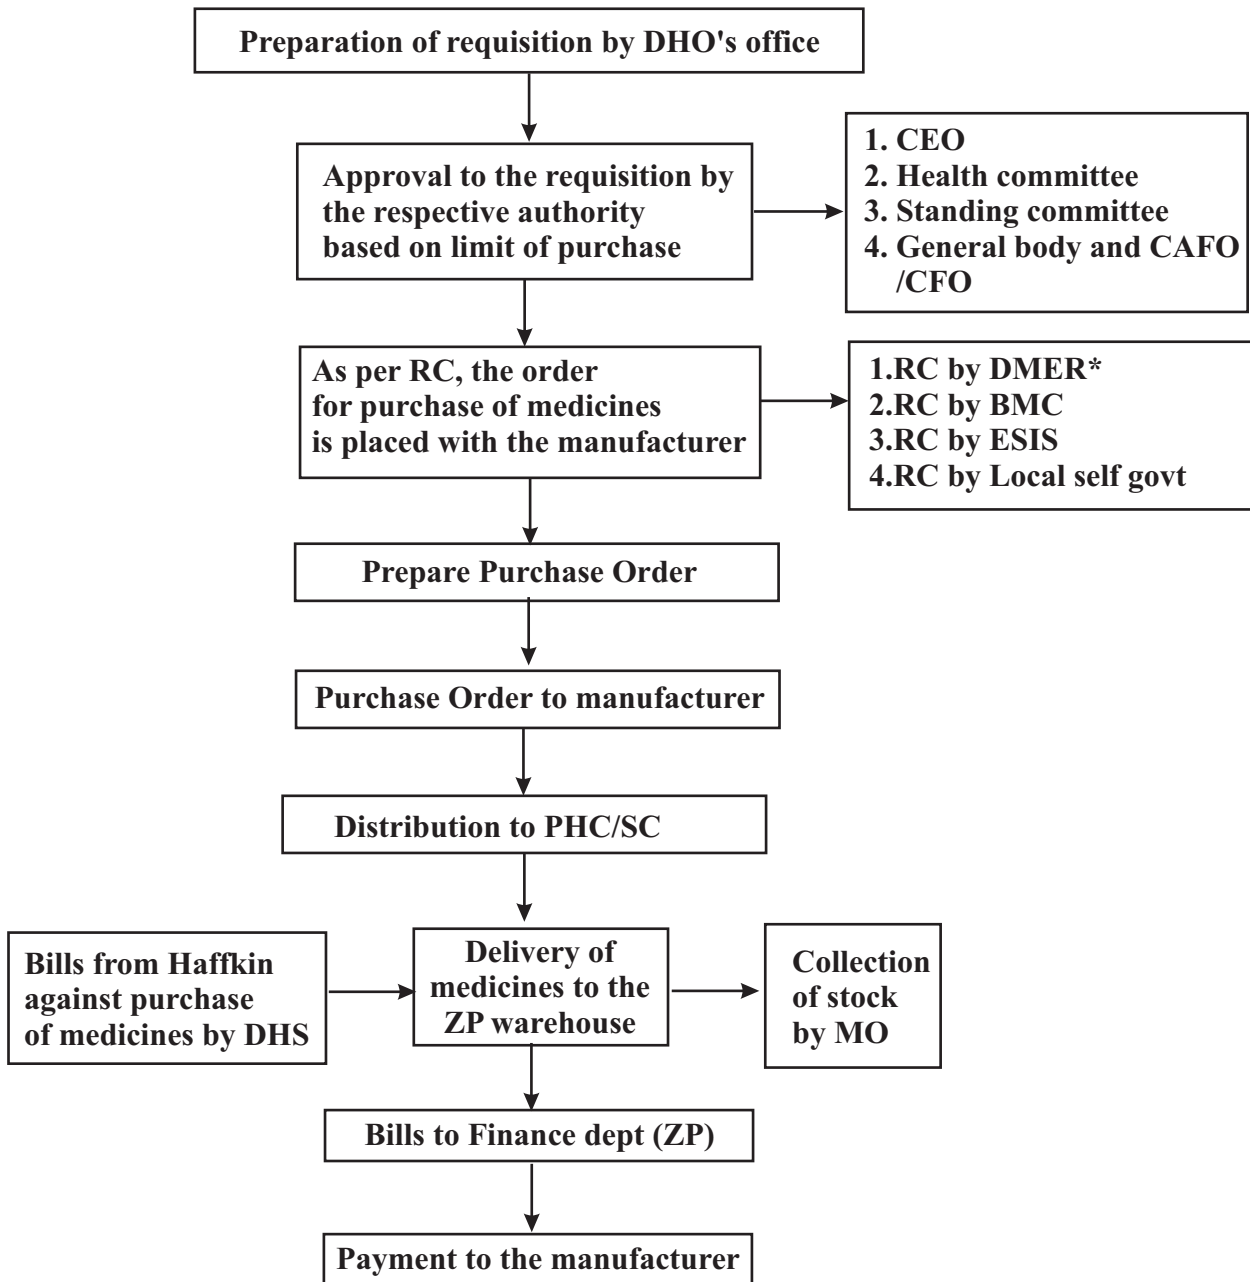 Preparation of requisition by DHO's office
Approval to the requisition by
the respective authority
based on limit of purchase
1. CEO
2. Health committee
3. Standing committee
4. General body and CAFO
/CFO
As per RC, the order
for purchase of medicines
is placed with the manufacturer
1.RC by DMER*
2.RC by BMC
3.RC by ESIS
4.RC by Local self govt
Prepare Purchase Order
Purchase Order to manufacturer
Distribution to PHC/SC
Bills from Haffkin
against purchase
of medicines by DHS
Delivery of
medicines to the
ZP warehouse
Collection
of stock
by MO
Bills to Finance dept (ZP)
Payment to the manufacturer